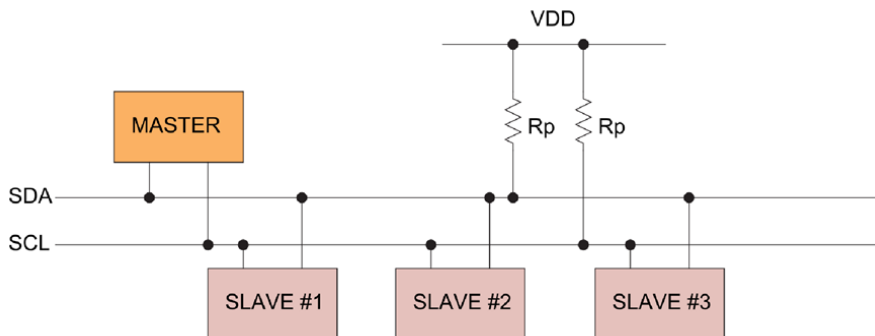 VDD
MASTER
Rp
Rp
SDA
SCL
SLAVE #1
SLAVE #2
SLAVE #3